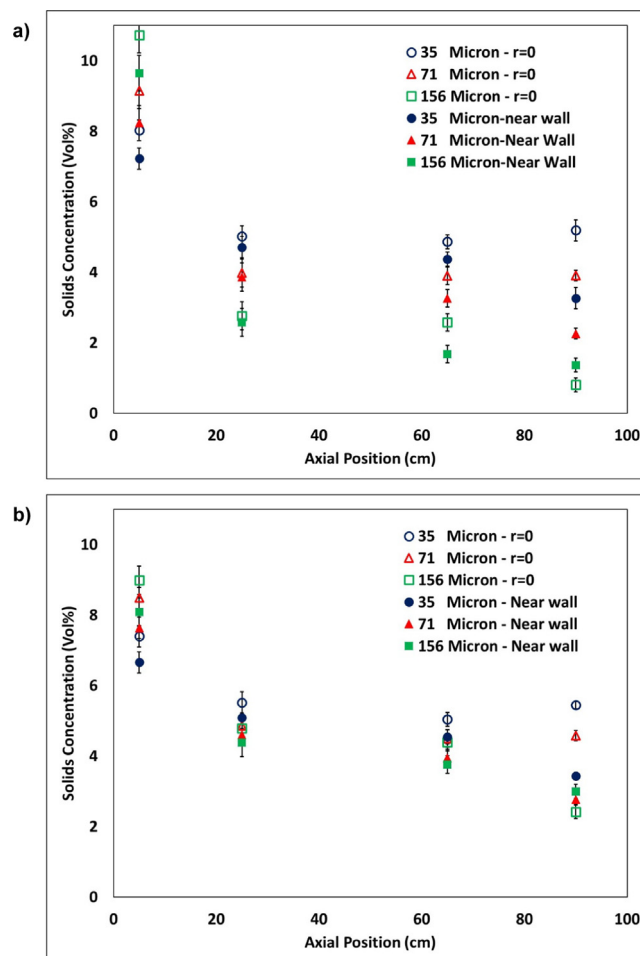 a)
Solids Concentration (Vol%)
10
8
6
4
2
0
35 Micron - r=0
71 Micron - r=0
156 Micron - r=0
35 Micron-near wall
71 Micron-Near Wall
156 Micron-Near Wall
0 20 40 60 80 100
Axial Position (cm)
b)
Solids Concentration (Vol%)
10
8
6
4
2
0
35 Micron - r=0
71 Micron - r=0
156 Micron - r=0
35 Micron - Near wall
71 Micron - Near wall
156 Micron - Near wall
0 20 40 60 80 100
Axial Position (cm)